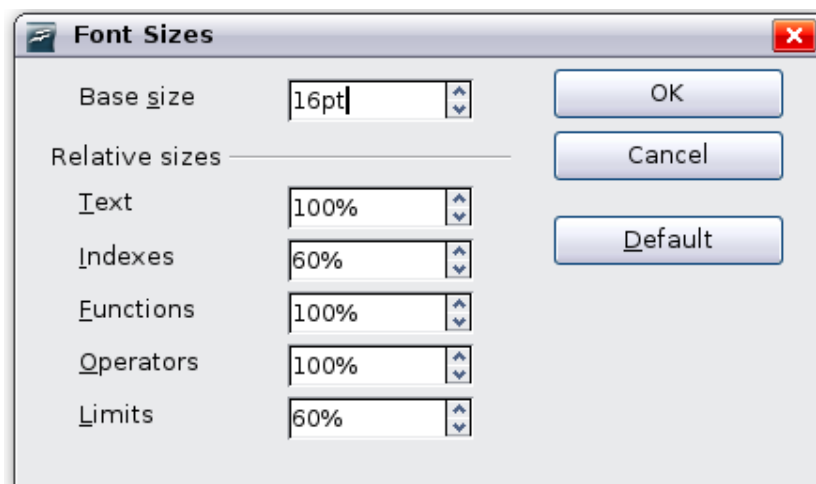 Font Sizes
Base size 16pt OK
Relative sizes Cancel
Text 100%
Default
Indexes 60%
Functions 100%
Operators 100%
Limits 60%